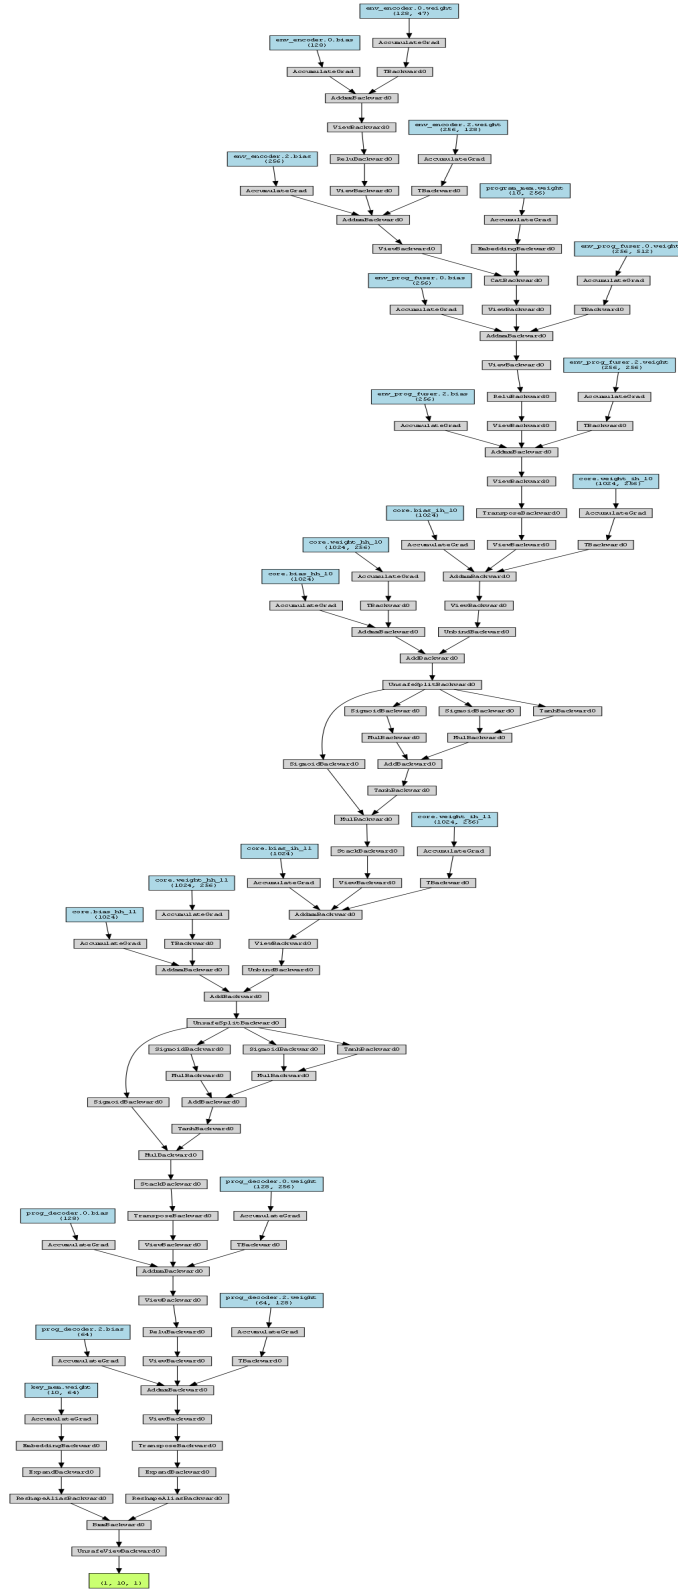 env_encoder.0.weight
(128, 47)
env_encoder.0.bias
(128)
AccumulateGrad
AccumulateGrad
TBackward0
AddmmBackward0
ViewBackward0
env_encoder.2.weight
(256, 128)
env_encoder.2.bias
(256)
ReluBackward0
AccumulateGrad
AccumulateGrad
ViewBackward0
TBackward0
program_mem.weight
(10, 256)
AddmmBackward0
AccumulateGrad
ViewBackward0
EmbeddingBackward0
env_prog_fuser.0.weight
(256, 512)
env_prog_fuser.0.bias
(256)
CatBackward0
AccumulateGrad
AccumulateGrad
ViewBackward0
TBackward0
AddmmBackward0
ViewBackward0
env_prog_fuser.2.weight
(256, 256)
env_prog_fuser.2.bias
(256)
ReluBackward0
AccumulateGrad
AccumulateGrad
ViewBackward0
TBackward0
AddmmBackward0
ViewBackward0
core.weight_ih_l0
(1024, 256)
core.bias_ih_l0
(1024)
TransposeBackward0
AccumulateGrad
core.weight_hh_l0
(1024, 256)
AccumulateGrad
ViewBackward0
TBackward0
core.bias_hh_l0
(1024)
AccumulateGrad
AddmmBackward0
AccumulateGrad
TBackward0
ViewBackward0
AddmmBackward0
UnbindBackward0
AddBackward0
UnsafeSplitBackward0
SigmoidBackward0
SigmoidBackward0
TanhBackward0
MulBackward0
MulBackward0
SigmoidBackward0
AddBackward0
TanhBackward0
MulBackward0
core.weight_ih_l1
(1024, 256)
core.bias_ih_l1
(1024)
StackBackward0
AccumulateGrad
core.weight_hh_l1
(1024, 256)
AccumulateGrad
ViewBackward0
TBackward0
core.bias_hh_l1
(1024)
AccumulateGrad
AddmmBackward0
AccumulateGrad
TBackward0
ViewBackward0
AddmmBackward0
UnbindBackward0
AddBackward0
UnsafeSplitBackward0
SigmoidBackward0
SigmoidBackward0
TanhBackward0
MulBackward0
MulBackward0
SigmoidBackward0
AddBackward0
TanhBackward0
MulBackward0
StackBackward0
prog_decoder.0.weight
(128, 256)
prog_decoder.0.bias
(128)
TransposeBackward0
AccumulateGrad
AccumulateGrad
ViewBackward0
TBackward0
AddmmBackward0
ViewBackward0
prog_decoder.2.weight
(64, 128)
prog_decoder.2.bias
(64)
ReluBackward0
AccumulateGrad
AccumulateGrad
ViewBackward0
TBackward0
key_mem.weight
(10, 64)
AddmmBackward0
AccumulateGrad
ViewBackward0
EmbeddingBackward0
TransposeBackward0
ExpandBackward0
ExpandBackward0
ReshapeAliasBackward0
ReshapeAliasBackward0
BmmBackward0
UnsafeViewBackward0
(1, 10, 1)